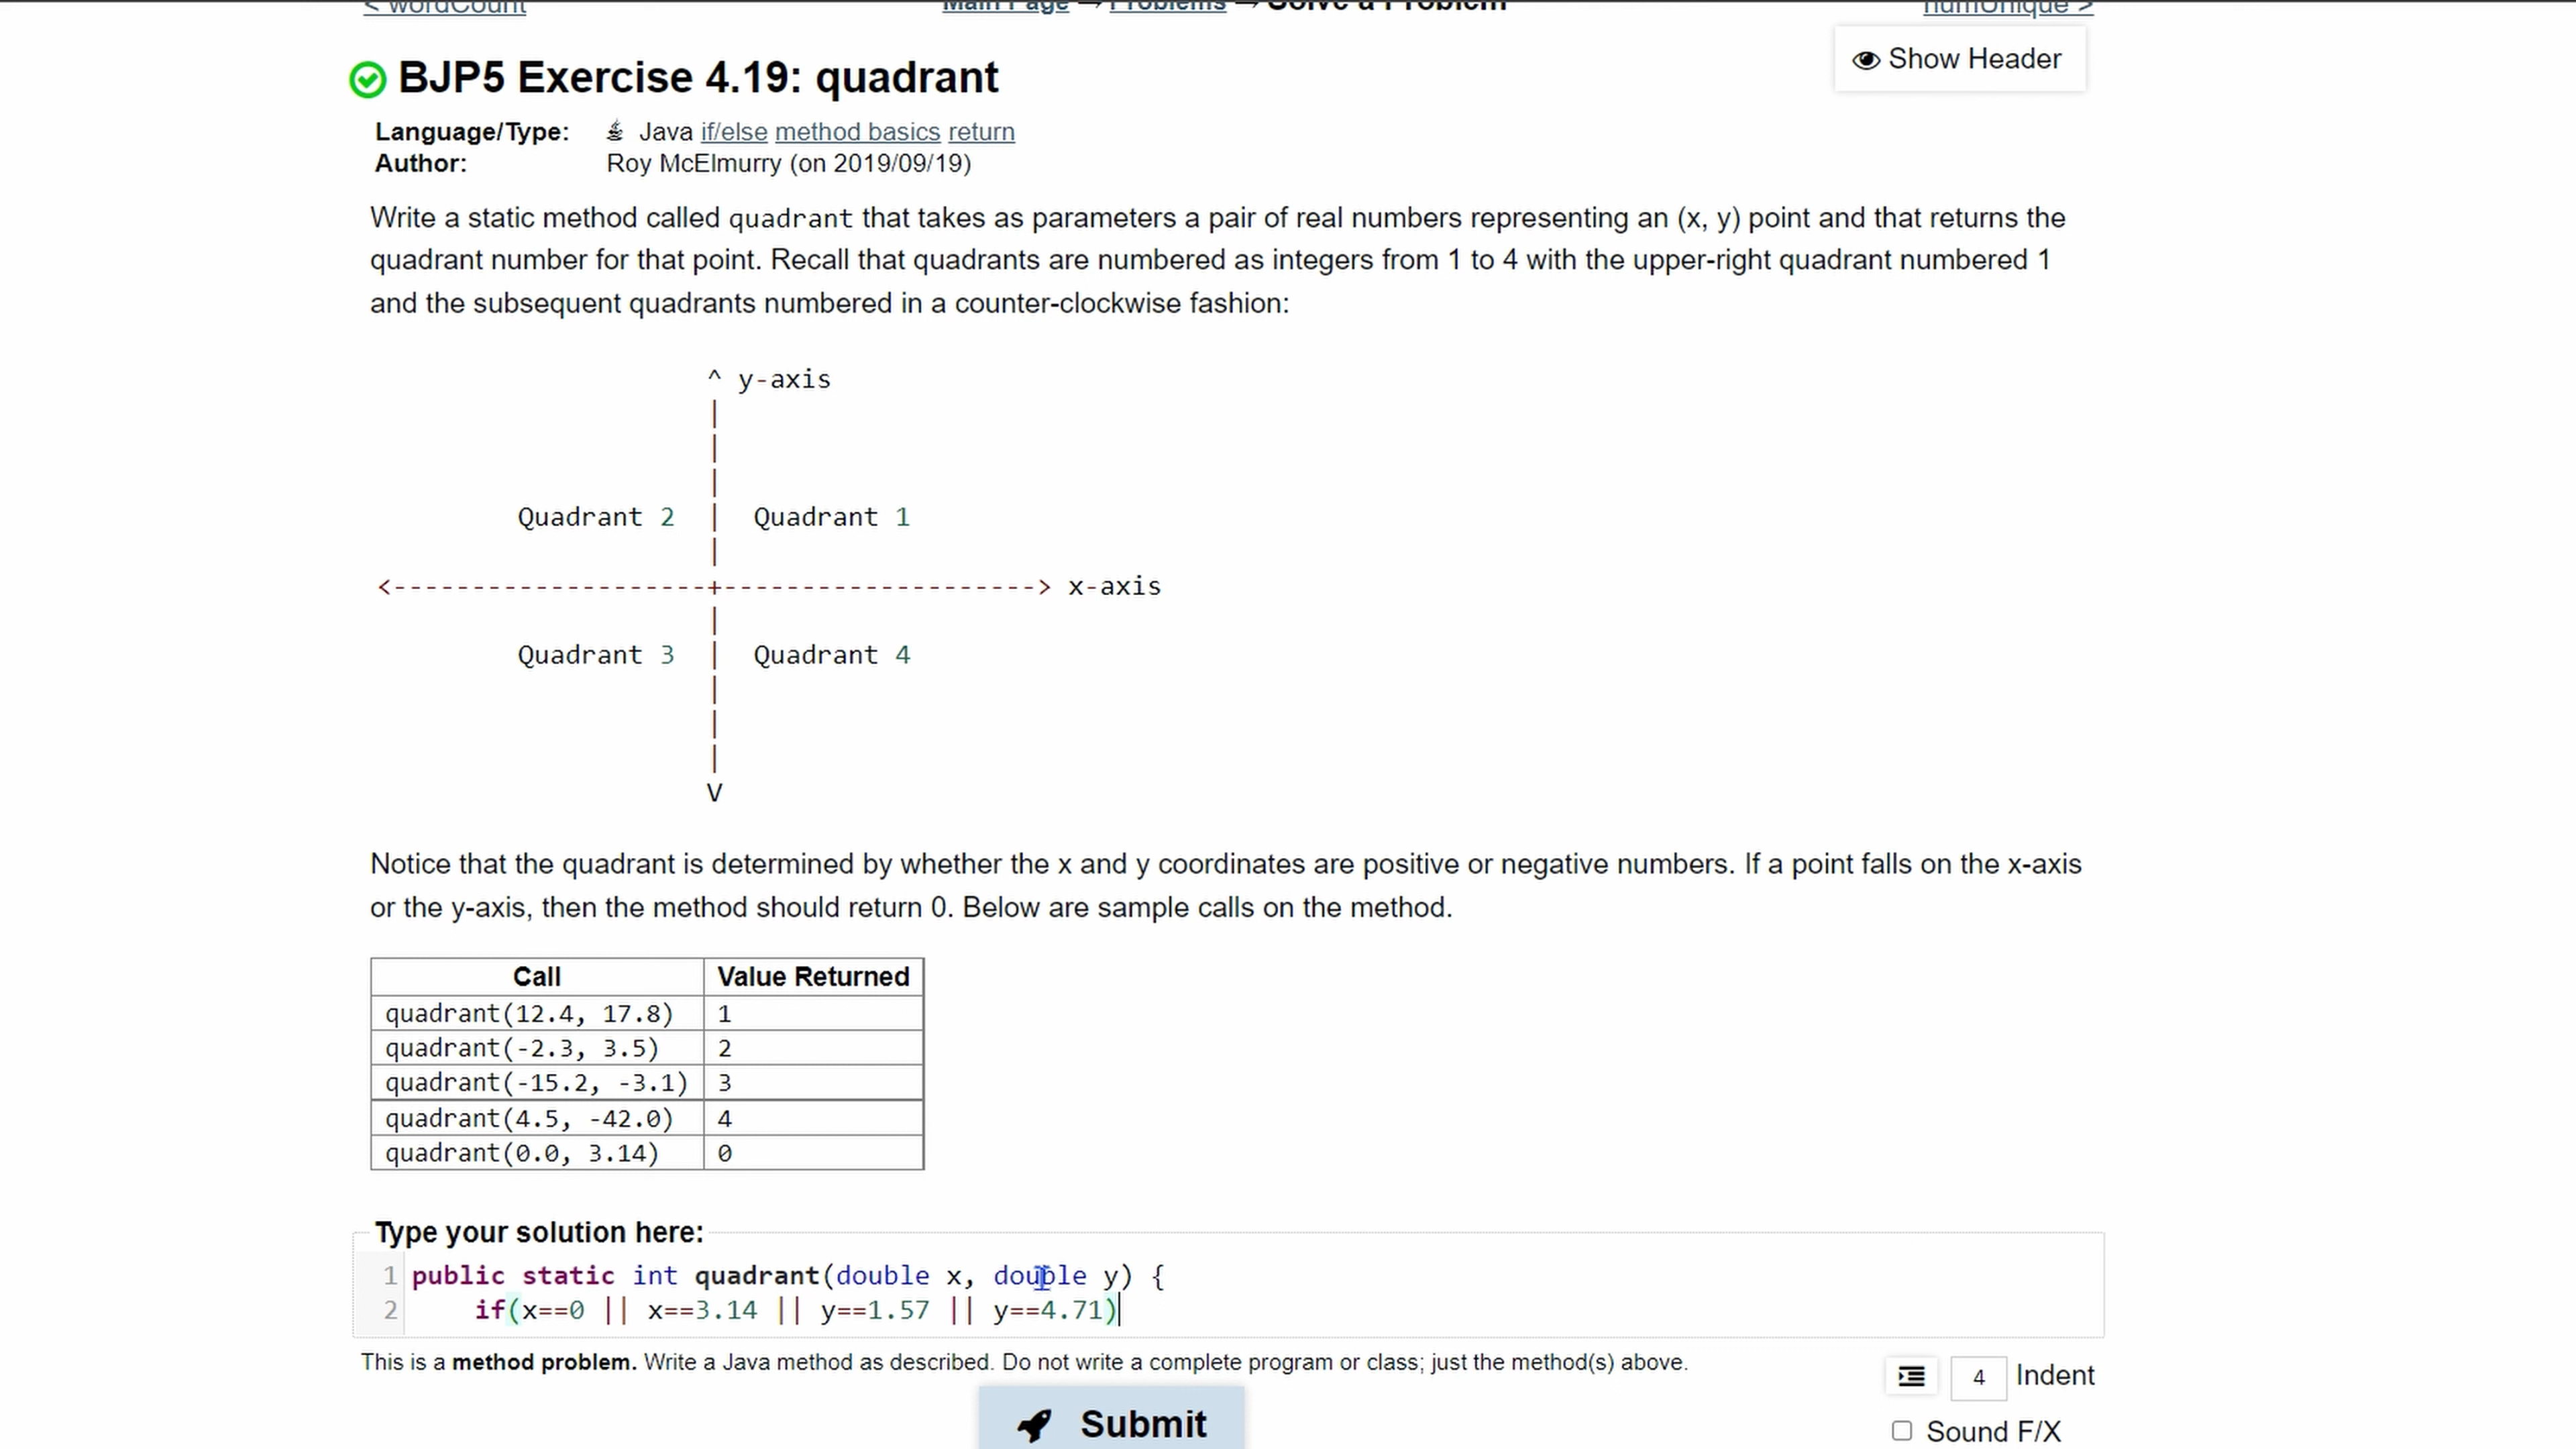 < wordCount
Main Page → Problems → Solve a Problem
numUnique >
Show Header
BJP5 Exercise 4.19: quadrant
Language/Type: Java if/else method basics return
Author: Roy McElmurry (on 2019/09/19)
Write a static method called quadrant that takes as parameters a pair of real numbers representing an (x, y) point and that returns the
quadrant number for that point. Recall that quadrants are numbered as integers from 1 to 4 with the upper-right quadrant numbered 1
and the subsequent quadrants numbered in a counter-clockwise fashion:
^ y-axis
|
|
|
Quadrant 2 | Quadrant 1
|
<--------------------+--------------------> x-axis
|
Quadrant 3 | Quadrant 4
|
|
|
V
Notice that the quadrant is determined by whether the x and y coordinates are positive or negative numbers. If a point falls on the x-axis
or the y-axis, then the method should return 0. Below are sample calls on the method.
Call Value Returned
quadrant(12.4, 17.8) 1
quadrant(-2.3, 3.5) 2
quadrant(-15.2, -3.1) 3
quadrant(4.5, -42.0) 4
quadrant(0.0, 3.14) 0
Type your solution here:
1 public static int quadrant(double x, double y) {
2 if(x==0 || x==3.14 || y==1.57 || y==4.71)
This is a method problem. Write a Java method as described. Do not write a complete program or class; just the method(s) above.
4 Indent
Submit
Sound F/X